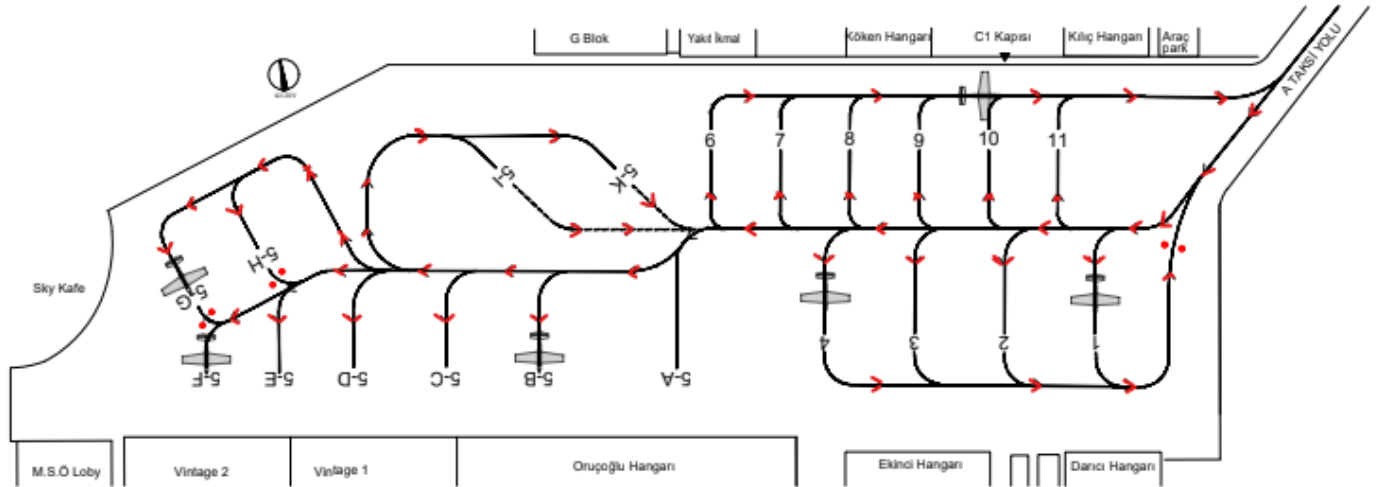 G Blok
Yakıt İkmal
Köken Hangarı
C1 Kapısı
Kılıç Hangarı
Araç
park
A TAKSİ YOLU
6
7
8
9
10
11
5-T
5-K
5-H
5-G
Sky Kafe
5-F
5-E
5-D
5-C
5-B
5-A
4
3
2
1
M.S.Ö Loby
Vintage 2
Vintage 1
Oruçoğlu Hangarı
Ekinci Hangarı
Darıcı Hangarı